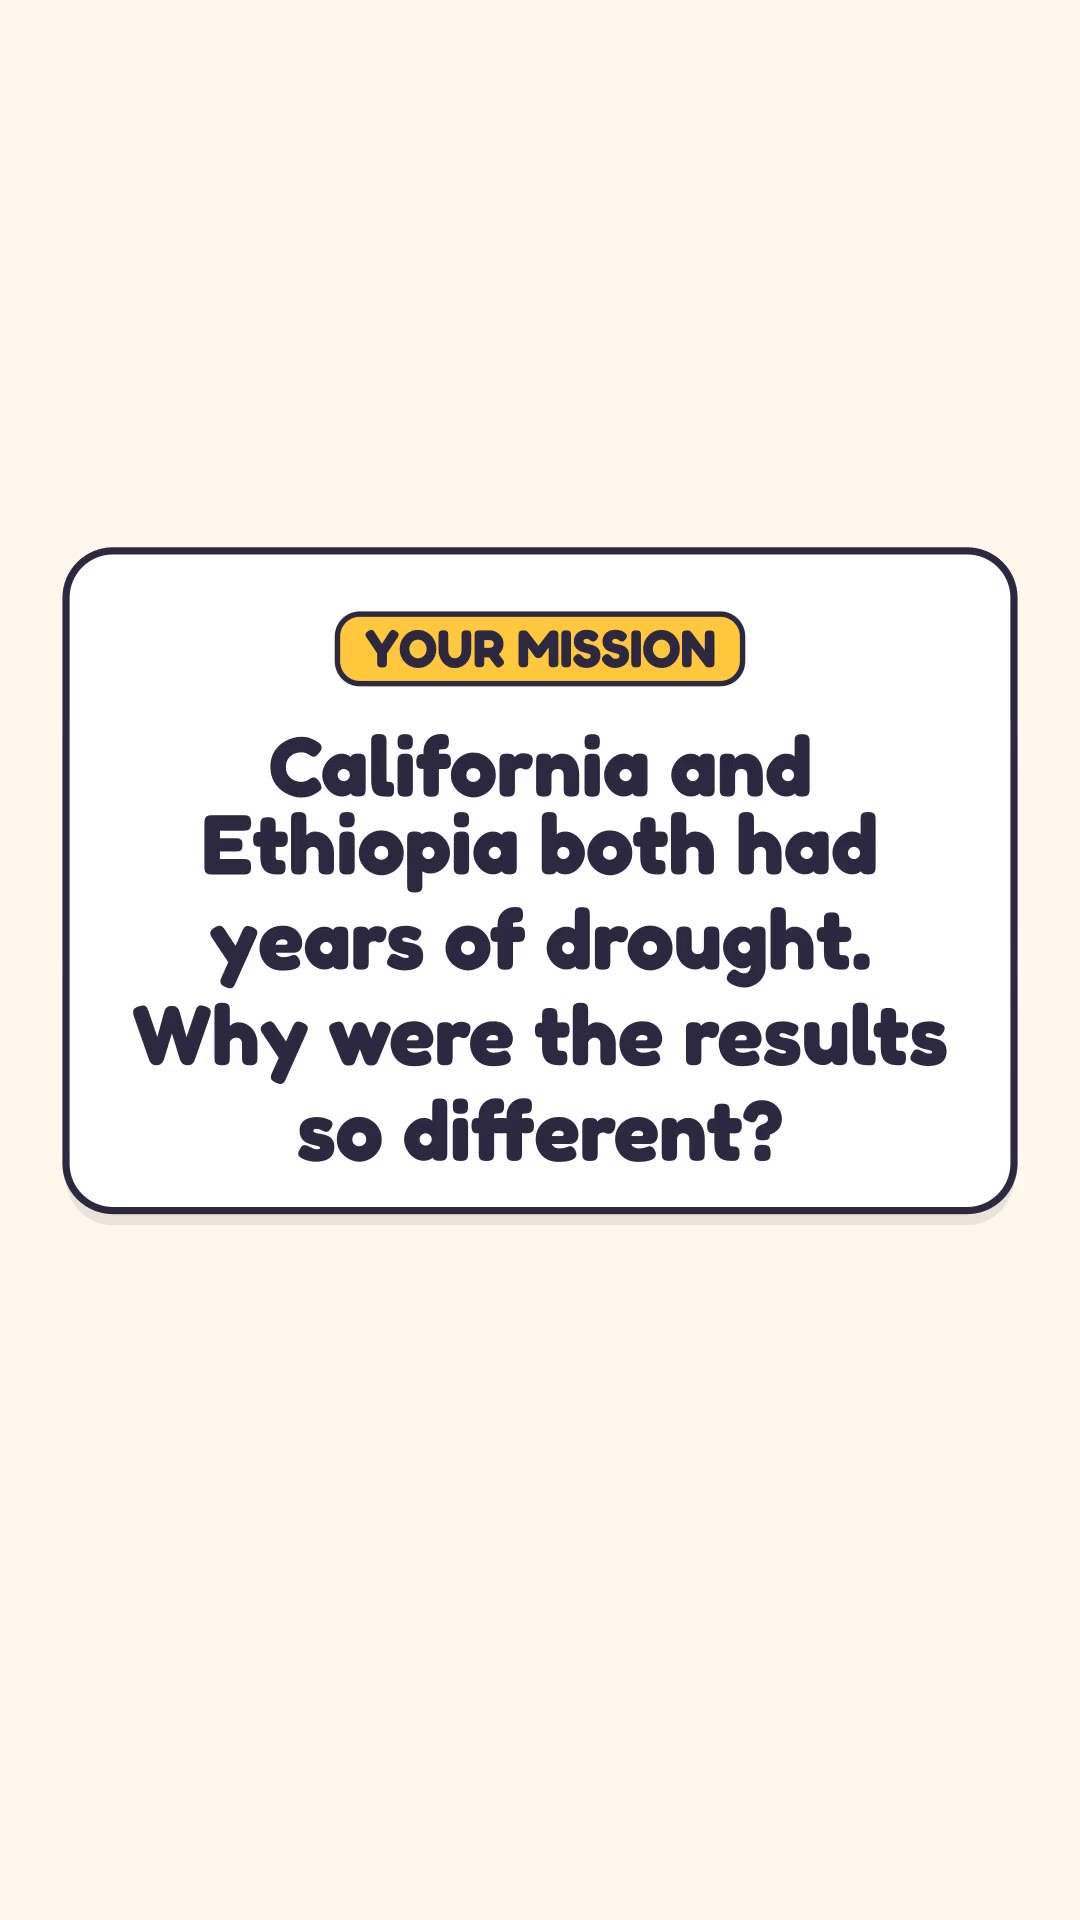 YOUR MISSION
California and
Ethiopia both had
years of drought.
Why were the results
so different?